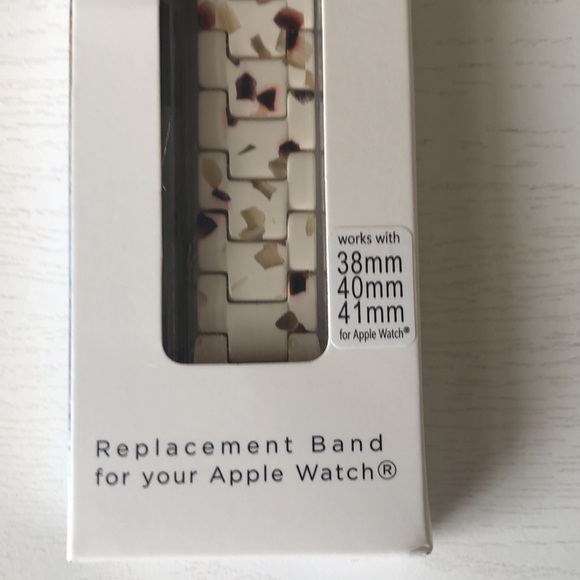 works with
38mm
40mm
41mm
for Apple Watch®
Replacement Band
for your Apple Watch®